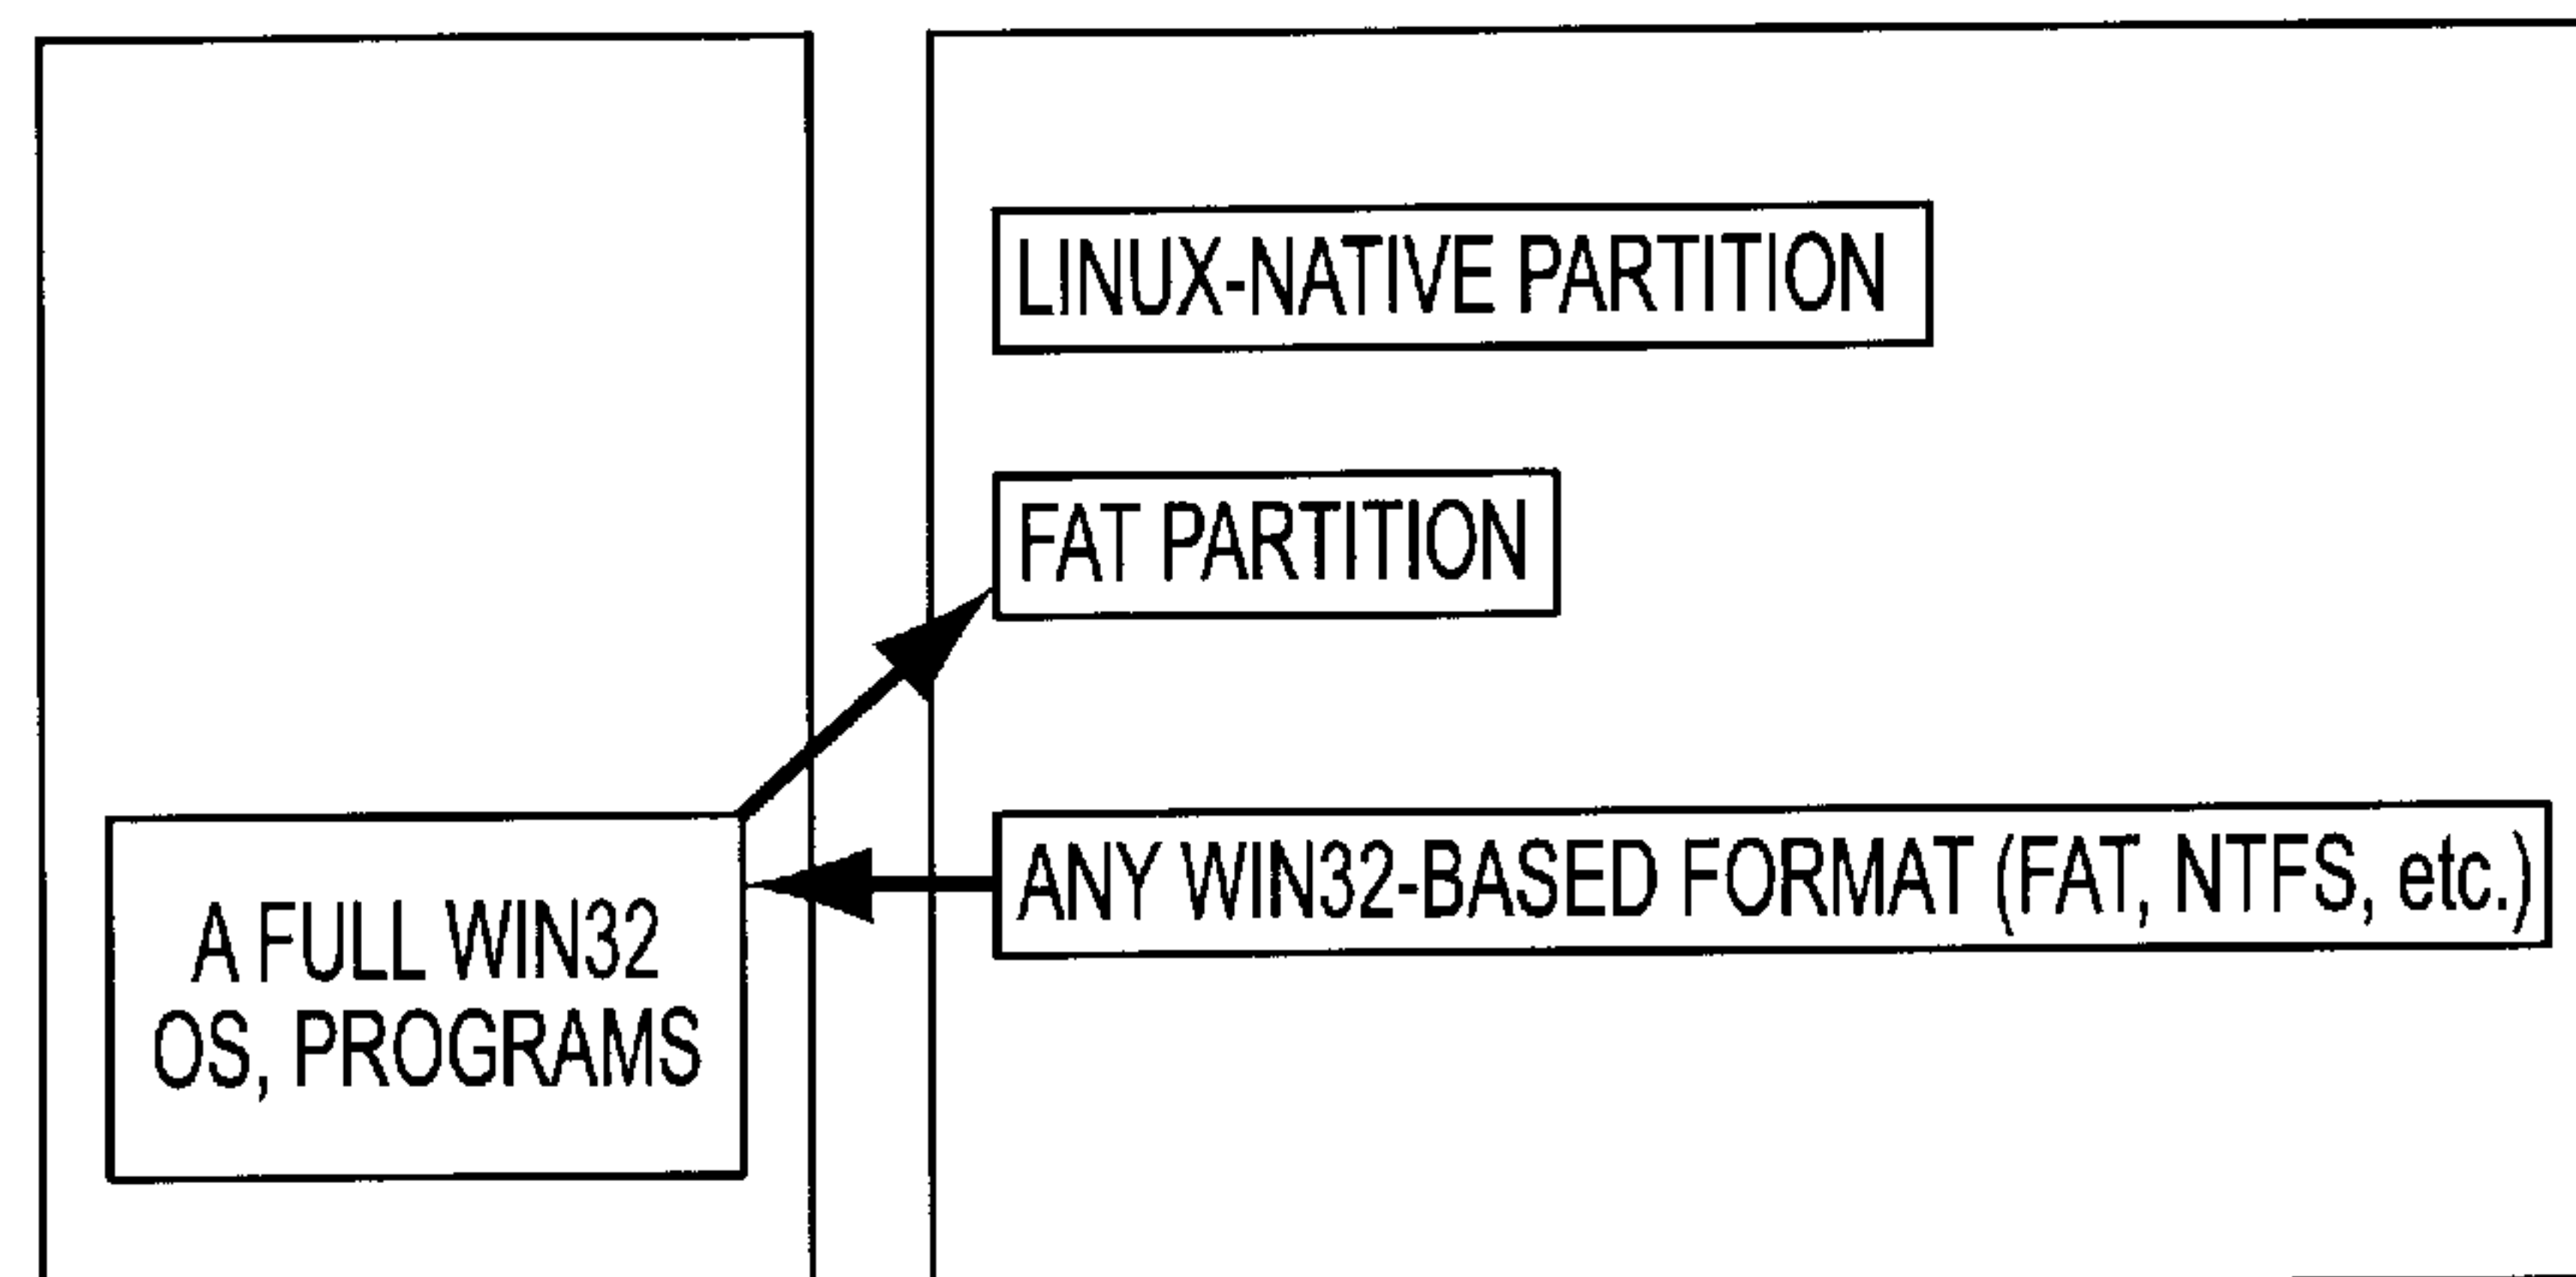 LINUX-NATIVE PARTITION
FAT PARTITION
ANY WIN32-BASED FORMAT (FAT, NTFS, etc.)
A FULL WIN32
OS, PROGRAMS